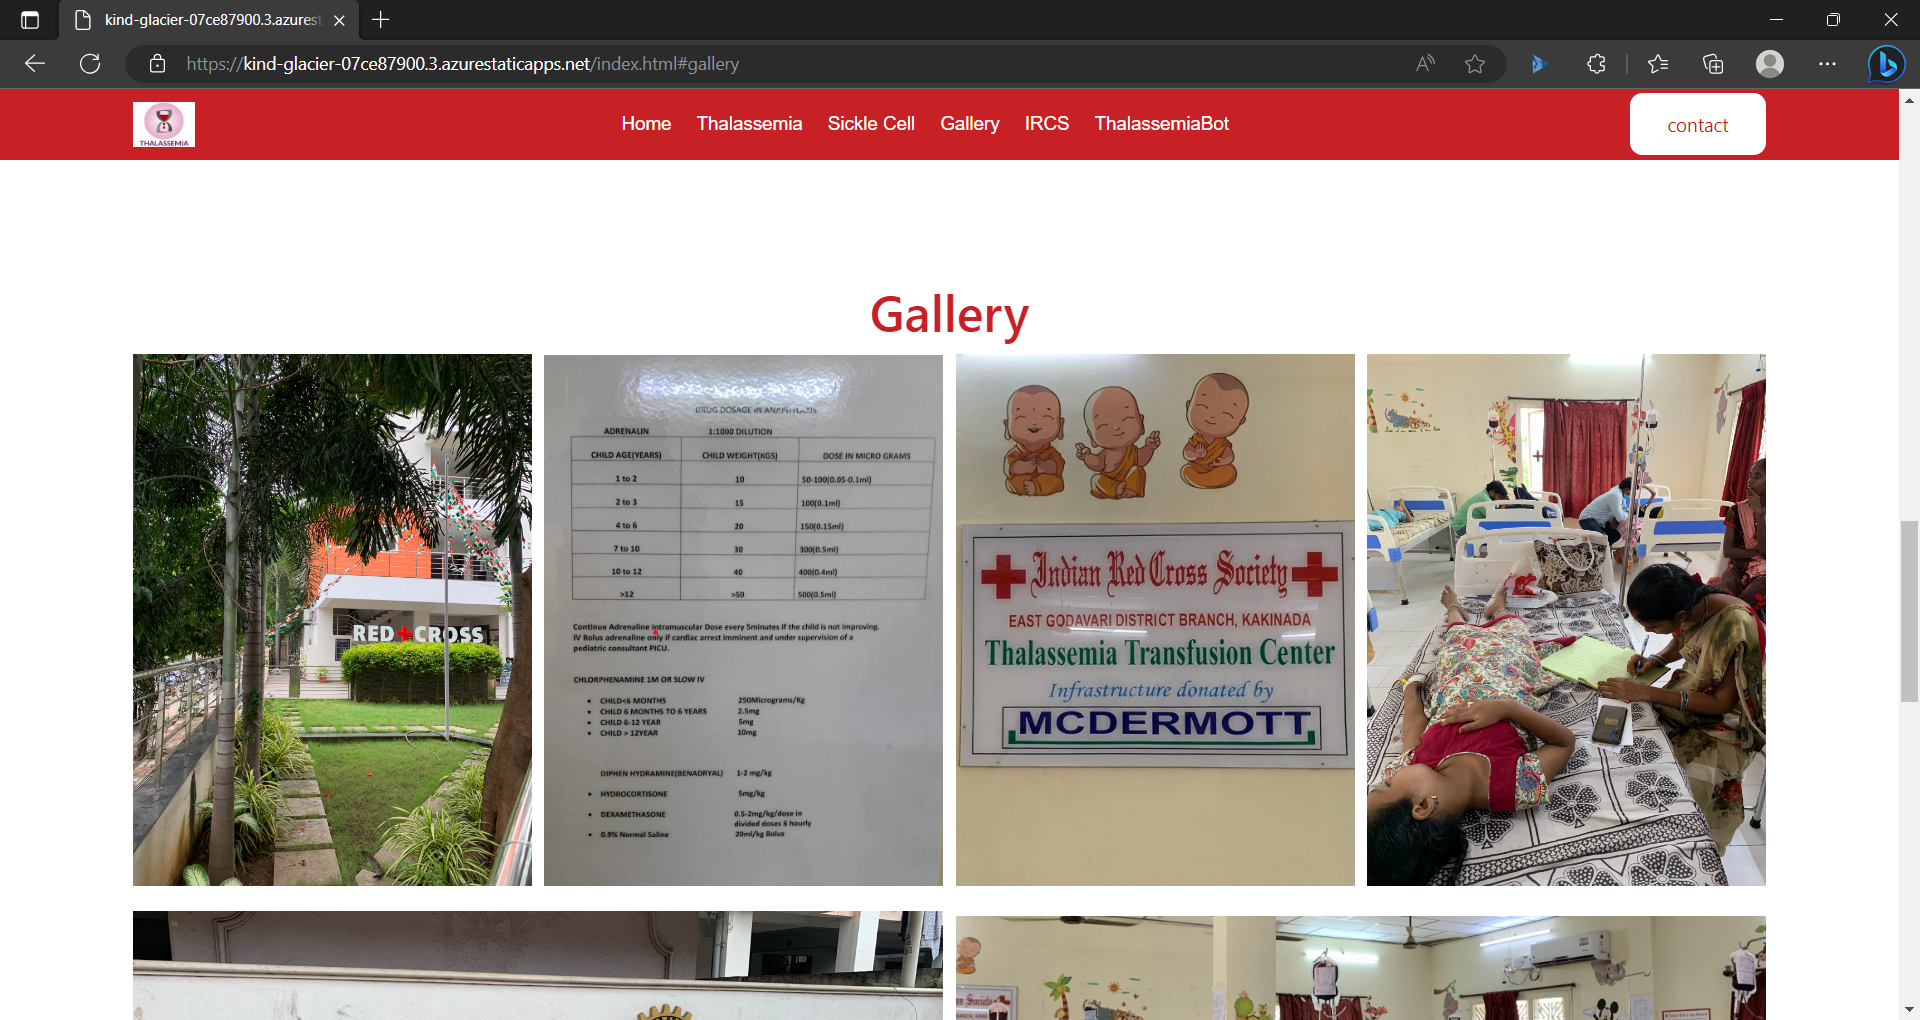 kind-glacier-07ce87900.3.azurest
https://kind-glacier-07ce87900.3.azurestaticapps.net/index.html#gallery
THALASSEMIA
Home Thalassemia Sickle Cell Gallery IRCS ThalassemiaBot
contact
Gallery
RED CROSS
DRUG DOSAGE IN ANAPHYLAXIS
ADRENALIN 1:1000 DILUTION
CHILD AGE(YEARS) CHILD WEIGHT(KGS) DOSE IN MICRO GRAMS
1 to 2 10 50-100(0.05-0.1ml)
2 to 3 15 100(0.1ml)
4 to 6 20 150(0.15ml)
7 to 10 30 300(0.5ml)
10 to 12 40 400(0.4ml)
>12 >50 500(0.5ml)
Continue Adrenaline intramuscular Dose every 5minutes if the child is not improving.
IV Bolus adrenaline only if cardiac arrest imminent and under supervision of a
pediatric consultant PICU.
CHLORPHENAMINE 1M OR SLOW IV
• CHILD<6 MONTHS 250Micrograms/Kg
• CHILD 6 MONTHS TO 6 YEARS 2.5mg
• CHILD 6-12 YEAR 5mg
• CHILD > 12YEAR 10mg
DIPHEN HYDRAMINE(BENADRYAL) 1-2 mg/kg
• HYDROCORTISONE 5mg/kg
• DEXAMETHASONE 0.5-2mg/kg/dose in
divided doses 6 hourly
• 0.9% Normal Saline 20ml/kg Bolus
Indian Red Cross Society
EAST GODAVARI DISTRICT BRANCH, KAKINADA
Thalassemia Transfusion Center
Infrastructure donated by
MCDERMOTT